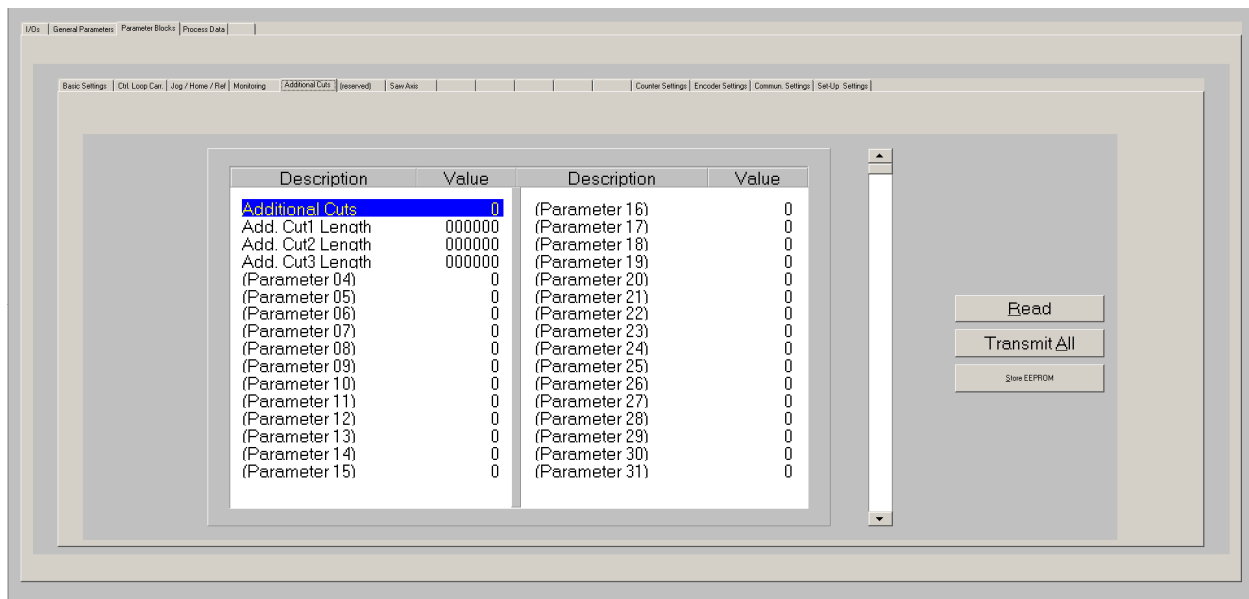 I/Os General Parameters Parameter Blocks Process Data
Basic Settings Ctrl. Loop Carr. Jog / Home / Ref Monitoring Additional Cuts (reserved) Saw Axis Counter Settings Encoder Settings Commun. Settings Set-Up Settings
Description Value Description Value
Additional Cuts 0 (Parameter 16) 0
Add. Cut1 Length 000000 (Parameter 17) 0
Add. Cut2 Length 000000 (Parameter 18) 0
Add. Cut3 Length 000000 (Parameter 19) 0
(Parameter 04) 0 (Parameter 20) 0
(Parameter 05) 0 (Parameter 21) 0
(Parameter 06) 0 (Parameter 22) 0
(Parameter 07) 0 (Parameter 23) 0
(Parameter 08) 0 (Parameter 24) 0
(Parameter 09) 0 (Parameter 25) 0
(Parameter 10) 0 (Parameter 26) 0
(Parameter 11) 0 (Parameter 27) 0
(Parameter 12) 0 (Parameter 28) 0
(Parameter 13) 0 (Parameter 29) 0
(Parameter 14) 0 (Parameter 30) 0
(Parameter 15) 0 (Parameter 31) 0
Read
Transmit All
Store EEPROM